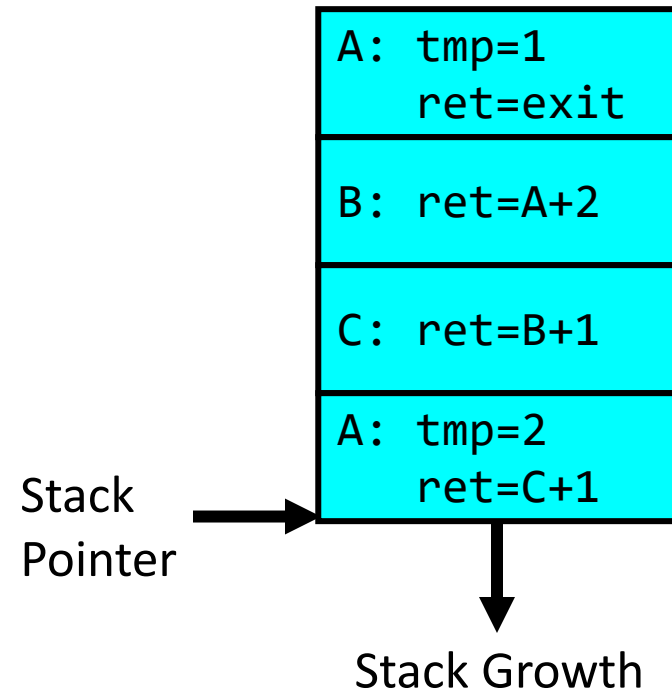 A: tmp=1
ret=exit
B: ret=A+2
C: ret=B+1
A: tmp=2
ret=C+1
Stack
Pointer
Stack Growth